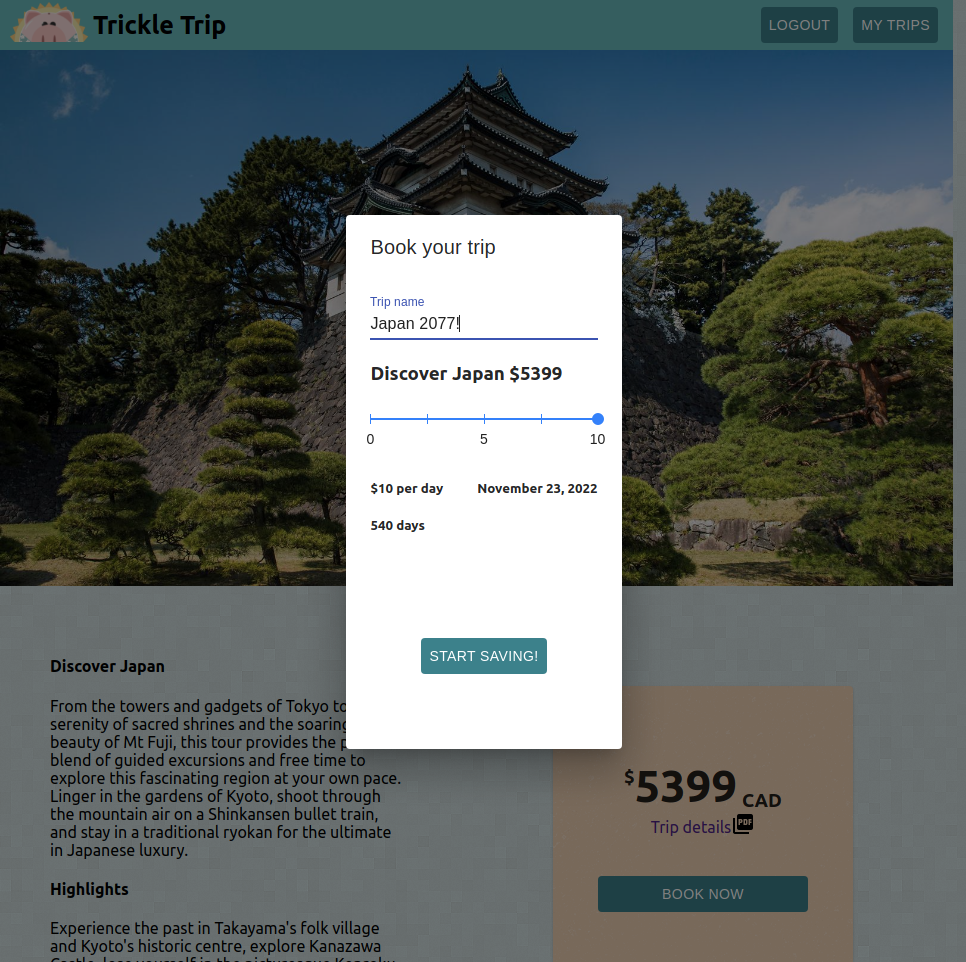 Trickle Trip
LOGOUT
MY TRIPS
Book your trip
Trip name
Japan 2077!
Discover Japan $5399
0 5 10
$10 per day November 23, 2022
540 days
START SAVING!
Discover Japan
From the towers and gadgets of Tokyo to
serenity of sacred shrines and the soaring
beauty of Mt Fuji, this tour provides the
blend of guided excursions and free time to
explore this fascinating region at your own pace.
Linger in the gardens of Kyoto, shoot through
the mountain air on a Shinkansen bullet train,
and stay in a traditional ryokan for the ultimate
in Japanese luxury.
Highlights
Experience the past in Takayama's folk village
and Kyoto's historic centre, explore Kanazawa
$5399 CAD
Trip details PDF
BOOK NOW